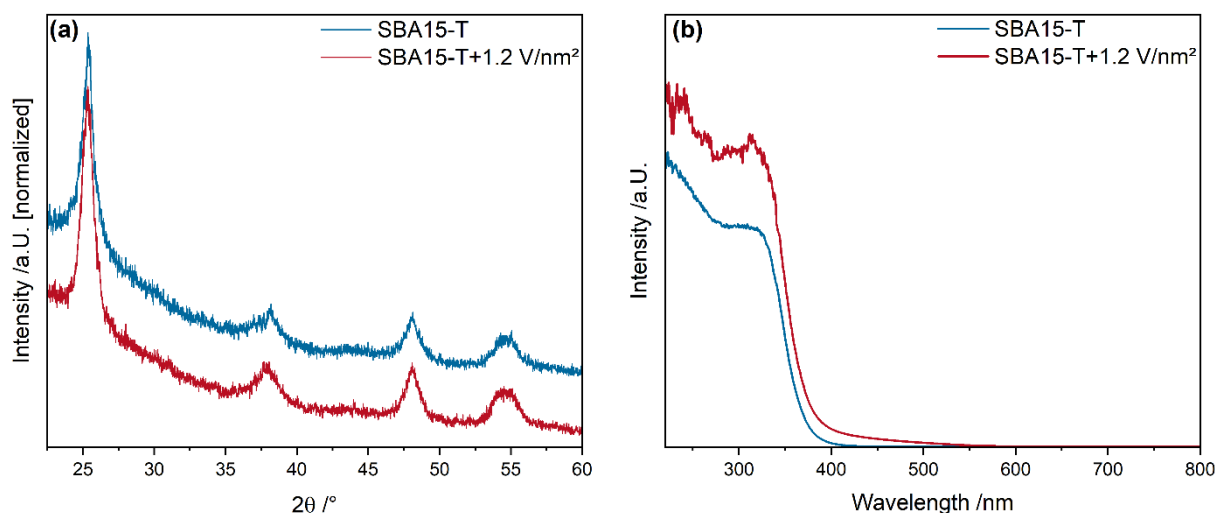 (a)
SBA15-T
SBA15-T+1.2 V/nm²
Intensity /a.U. [normalized]
25 30 35 40 45 50 55 60
2θ /°
(b)
SBA15-T
SBA15-T+1.2 V/nm²
Intensity /a.U.
300 400 500 600 700 800
Wavelength /nm